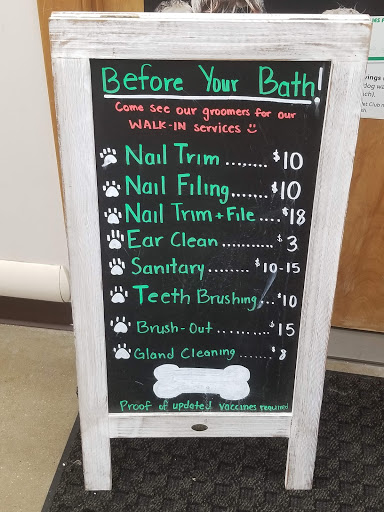 Before Your Bath!
Come see our groomers for our
WALK-IN services
Nail Trim ........ $10
Nail Filing....... $10
Nail Trim + File .... $18
Ear Clean .......... $3
Sanitary ........ $10-15
Teeth Brushing... $10
Brush-Out ......... $15
Gland Cleaning ....... $8
Proof of updated vaccines required